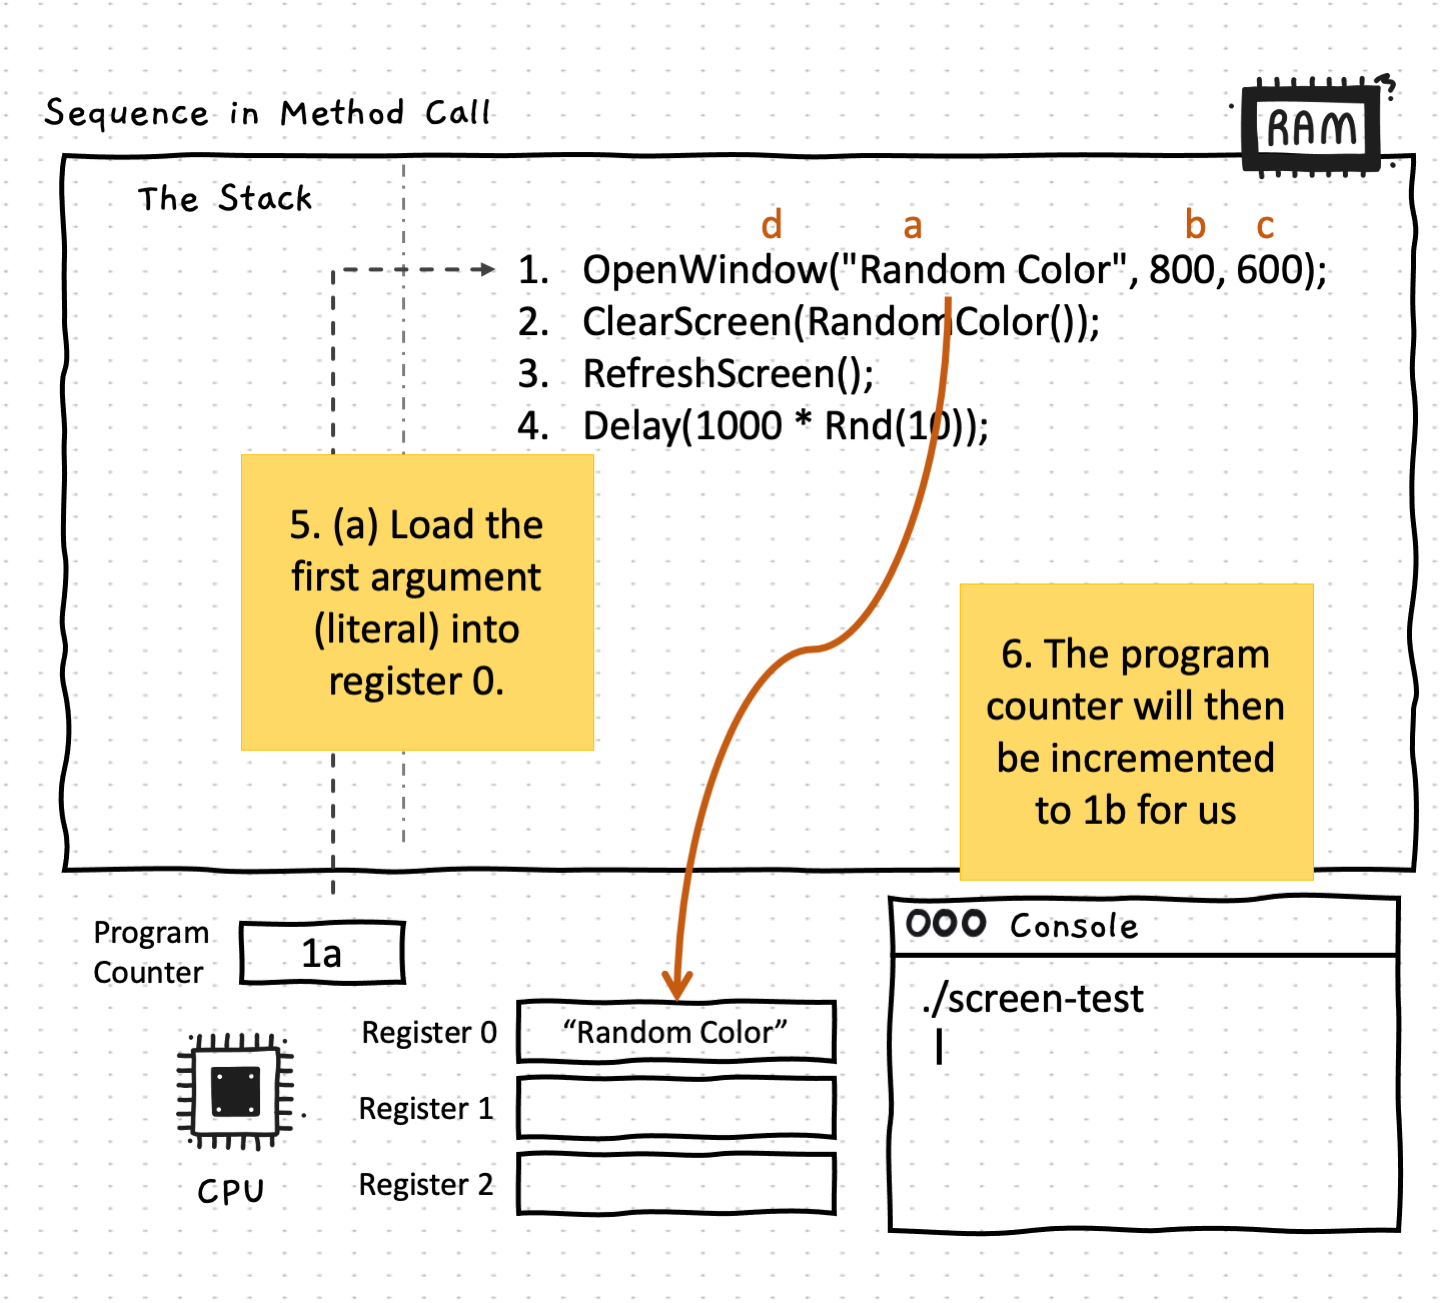 Sequence in Method Call
RAM
The Stack
d a b c
1. OpenWindow("Random Color", 800, 600);
2. ClearScreen(RandomColor());
3. RefreshScreen();
4. Delay(1000 * Rnd(10));
5. (a) Load the
first argument
(literal) into
register 0.
6. The program
counter will then
be incremented
to 1b for us
Program
Counter
1a
CPU
Register 0
“Random Color”
Register 1
Register 2
Console
./screen-test